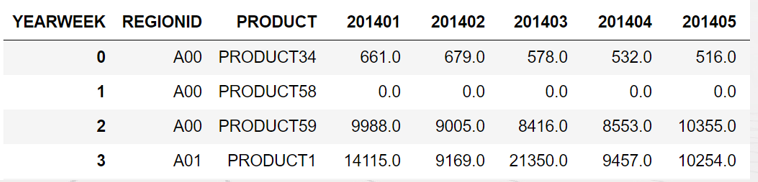 YEARWEEK REGIONID PRODUCT 201401 201402 201403 201404 201405
0 A00 PRODUCT34 661.0 679.0 578.0 532.0 516.0
1 A00 PRODUCT58 0.0 0.0 0.0 0.0 0.0
2 A00 PRODUCT59 9988.0 9005.0 8416.0 8553.0 10355.0
3 A01 PRODUCT1 14115.0 9169.0 21350.0 9457.0 10254.0